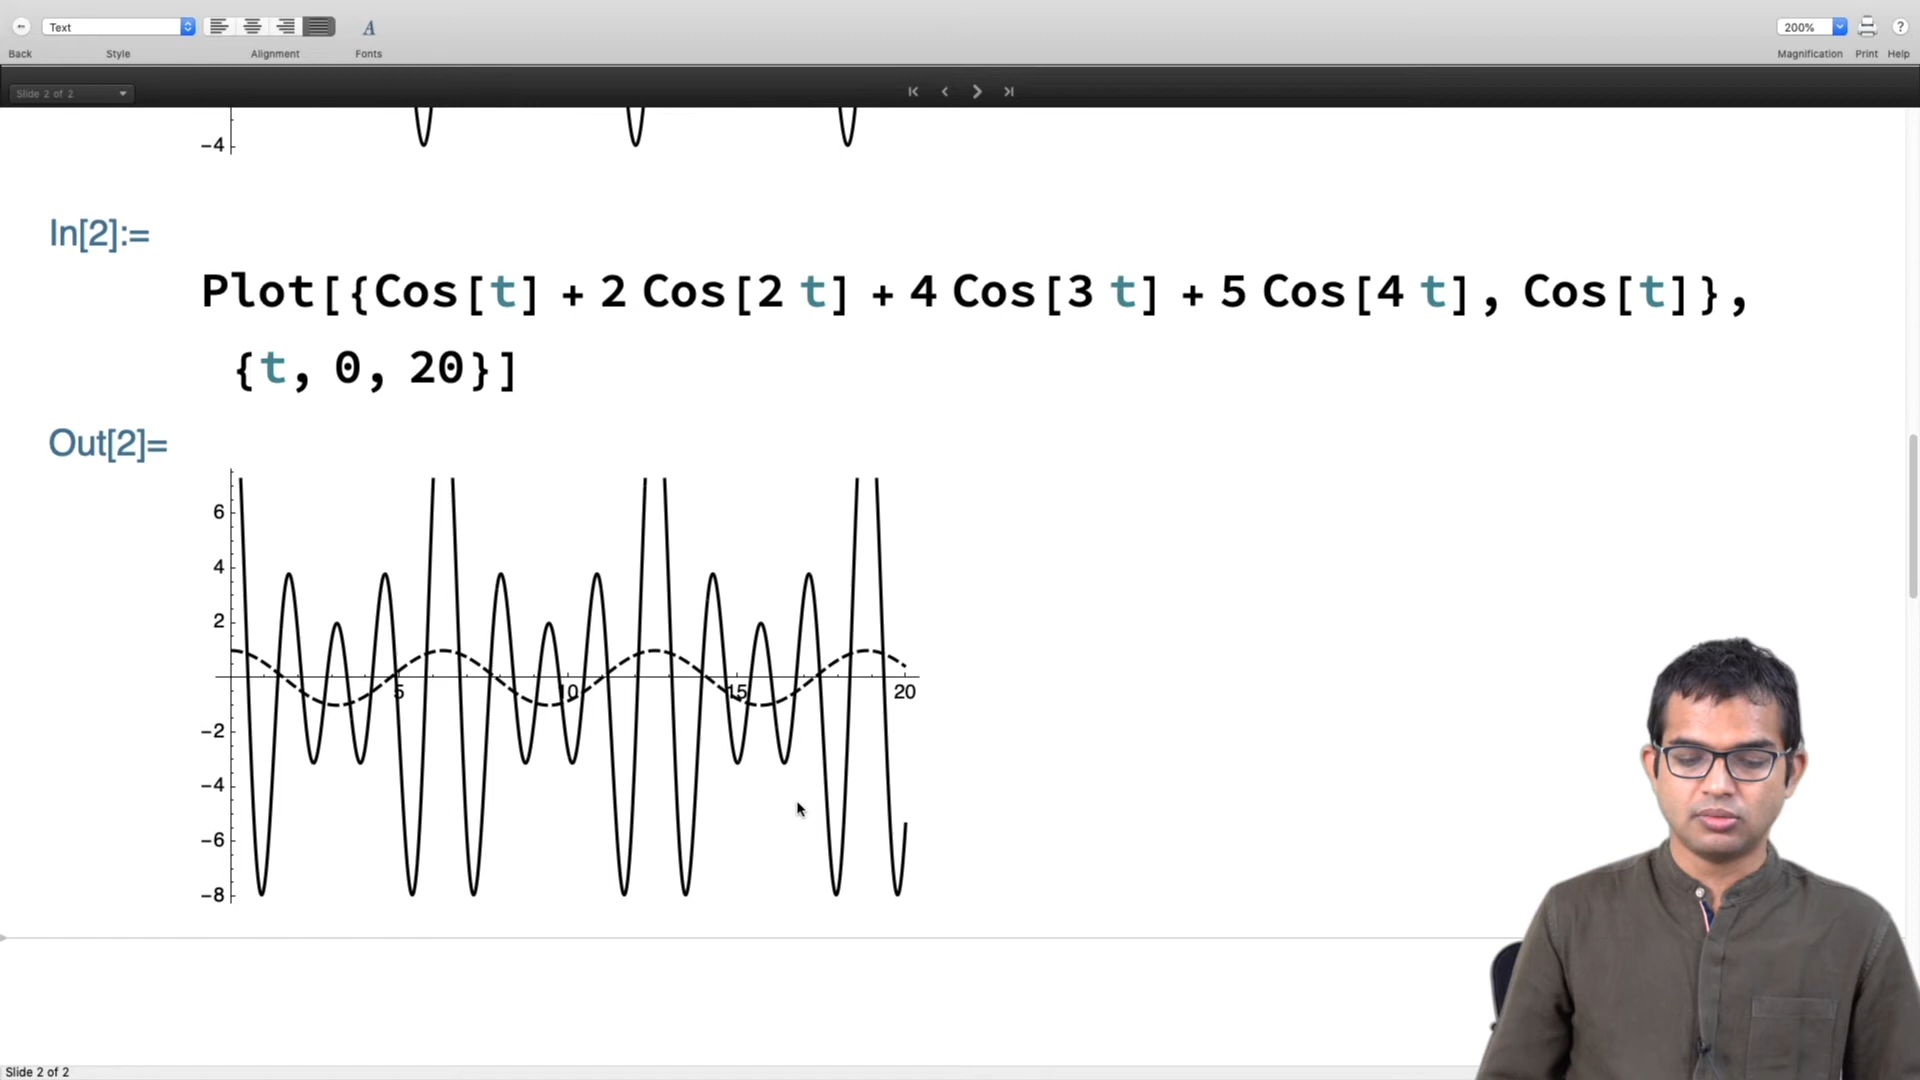 Text
200%
Back
Style
Alignment
Fonts
Magnification
Print
Help
Slide 2 of 2
-4
In[2]:=
Plot[{Cos[t] + 2 Cos[2 t] + 4 Cos[3 t] + 5 Cos[4 t], Cos[t]},
{t, 0, 20}]
Out[2]=
6
4
2
5
10
15
20
-2
-4
-6
-8
Slide 2 of 2